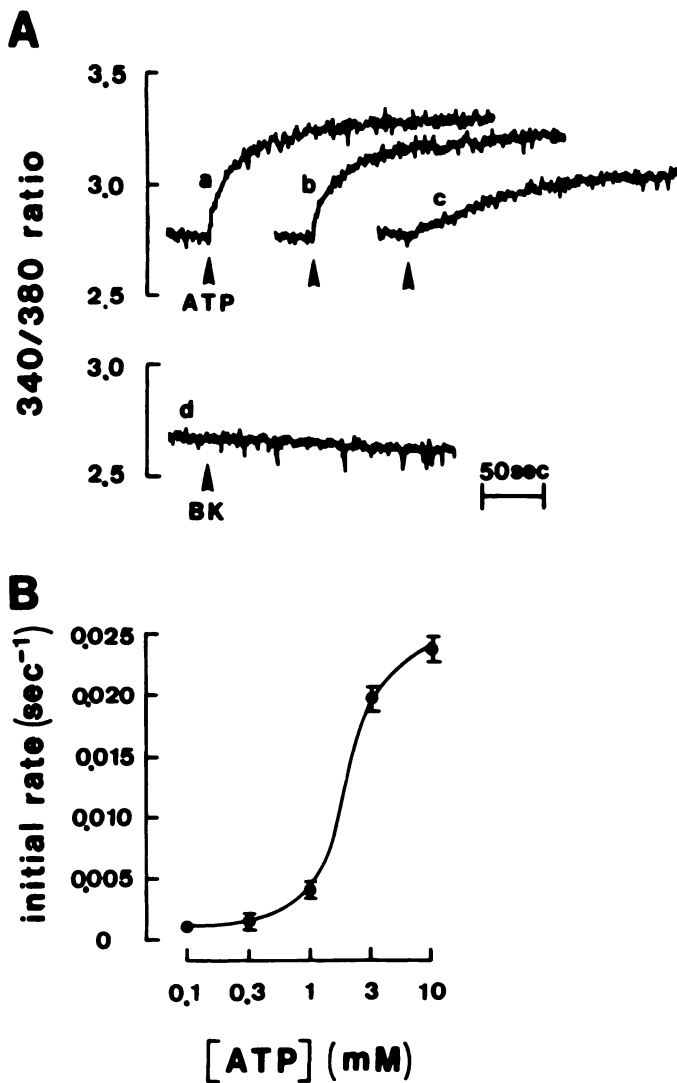 A
340/380 ratio
3.5
3.0
2.5
a
b
c
ATP
3.0
2.5
d
BK
50sec
B
initial rate (sec⁻¹)
0.025
0.020
0.015
0.010
0.005
0
0.1 0.3 1 3 10
[ATP] (mM)